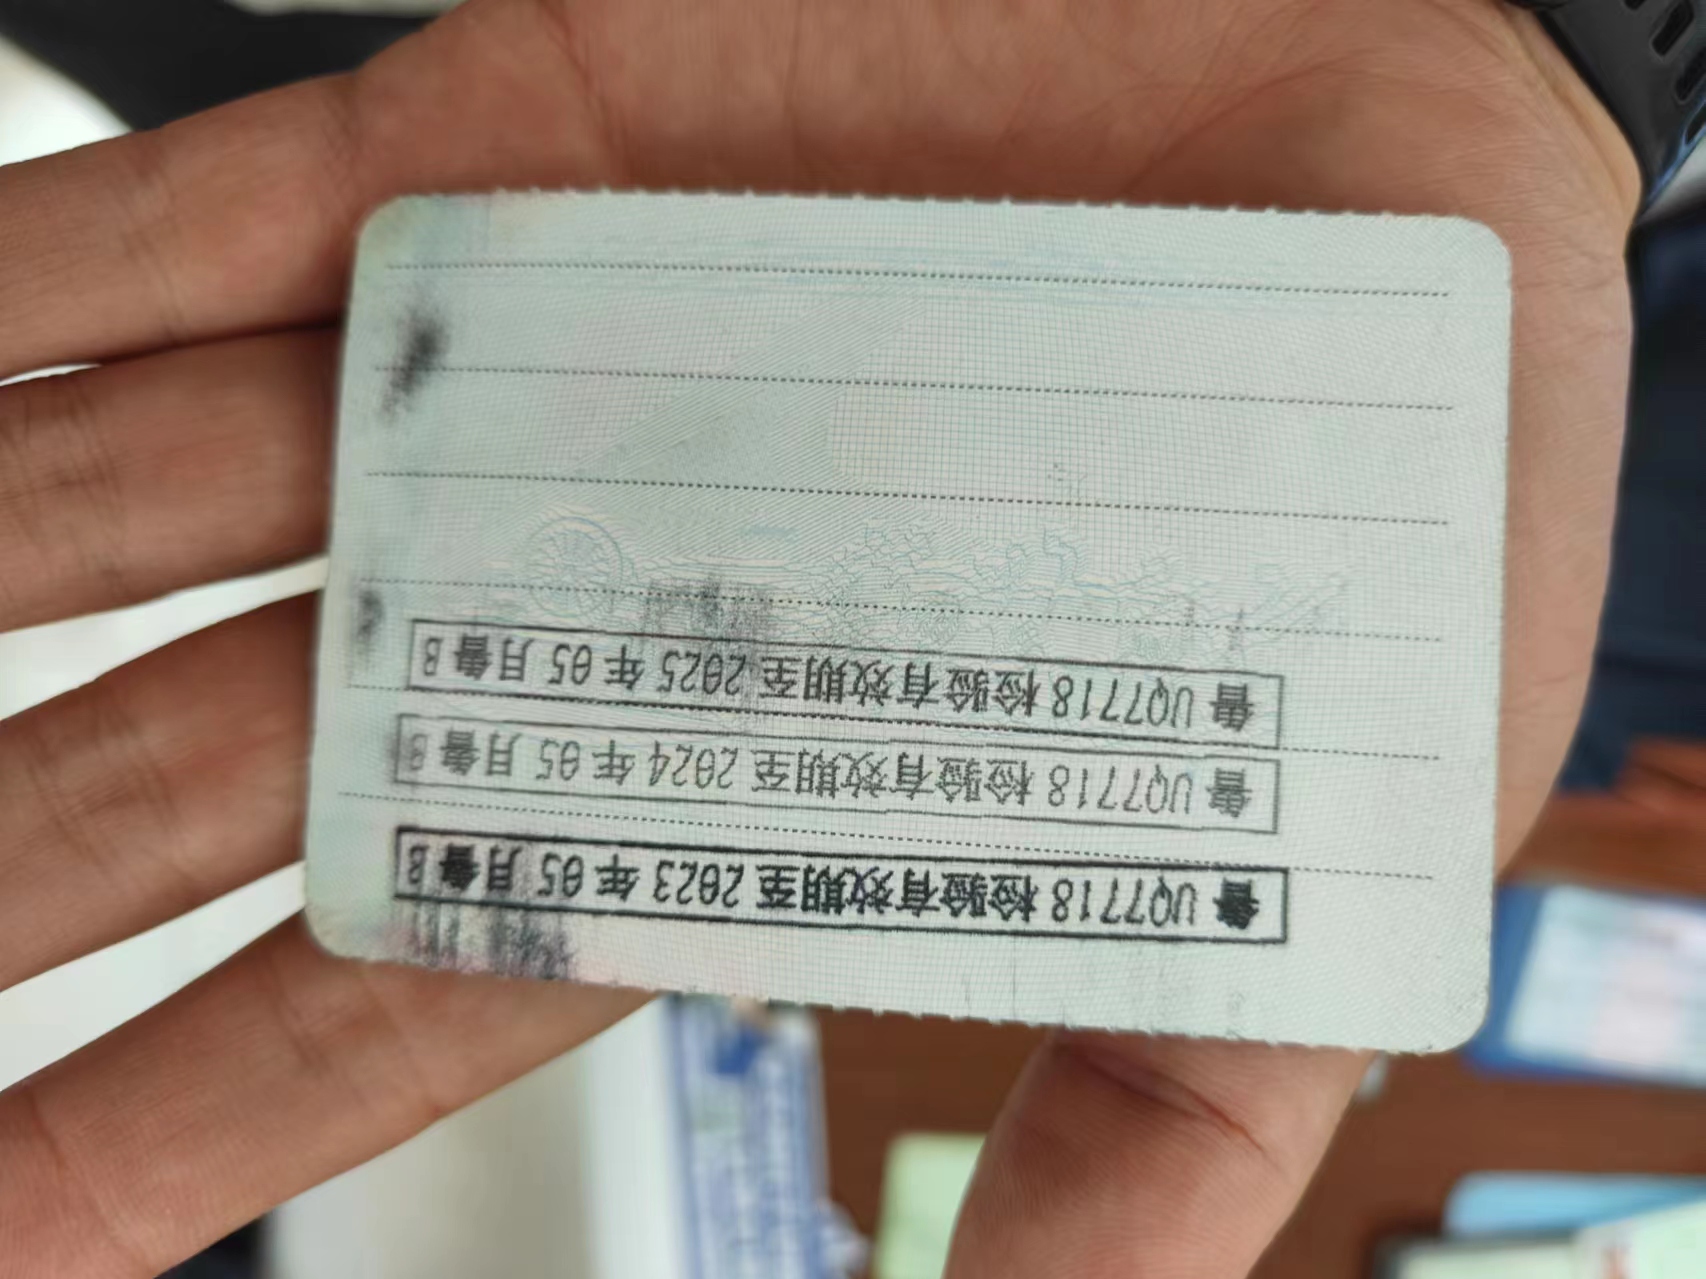 鲁 UQ7718 检验有效期至 2023 年 05 月鲁 B
鲁 UQ7718 检验有效期至 2024 年 05 月鲁 B
鲁 UQ7718 检验有效期至 2025 年 05 月鲁 B